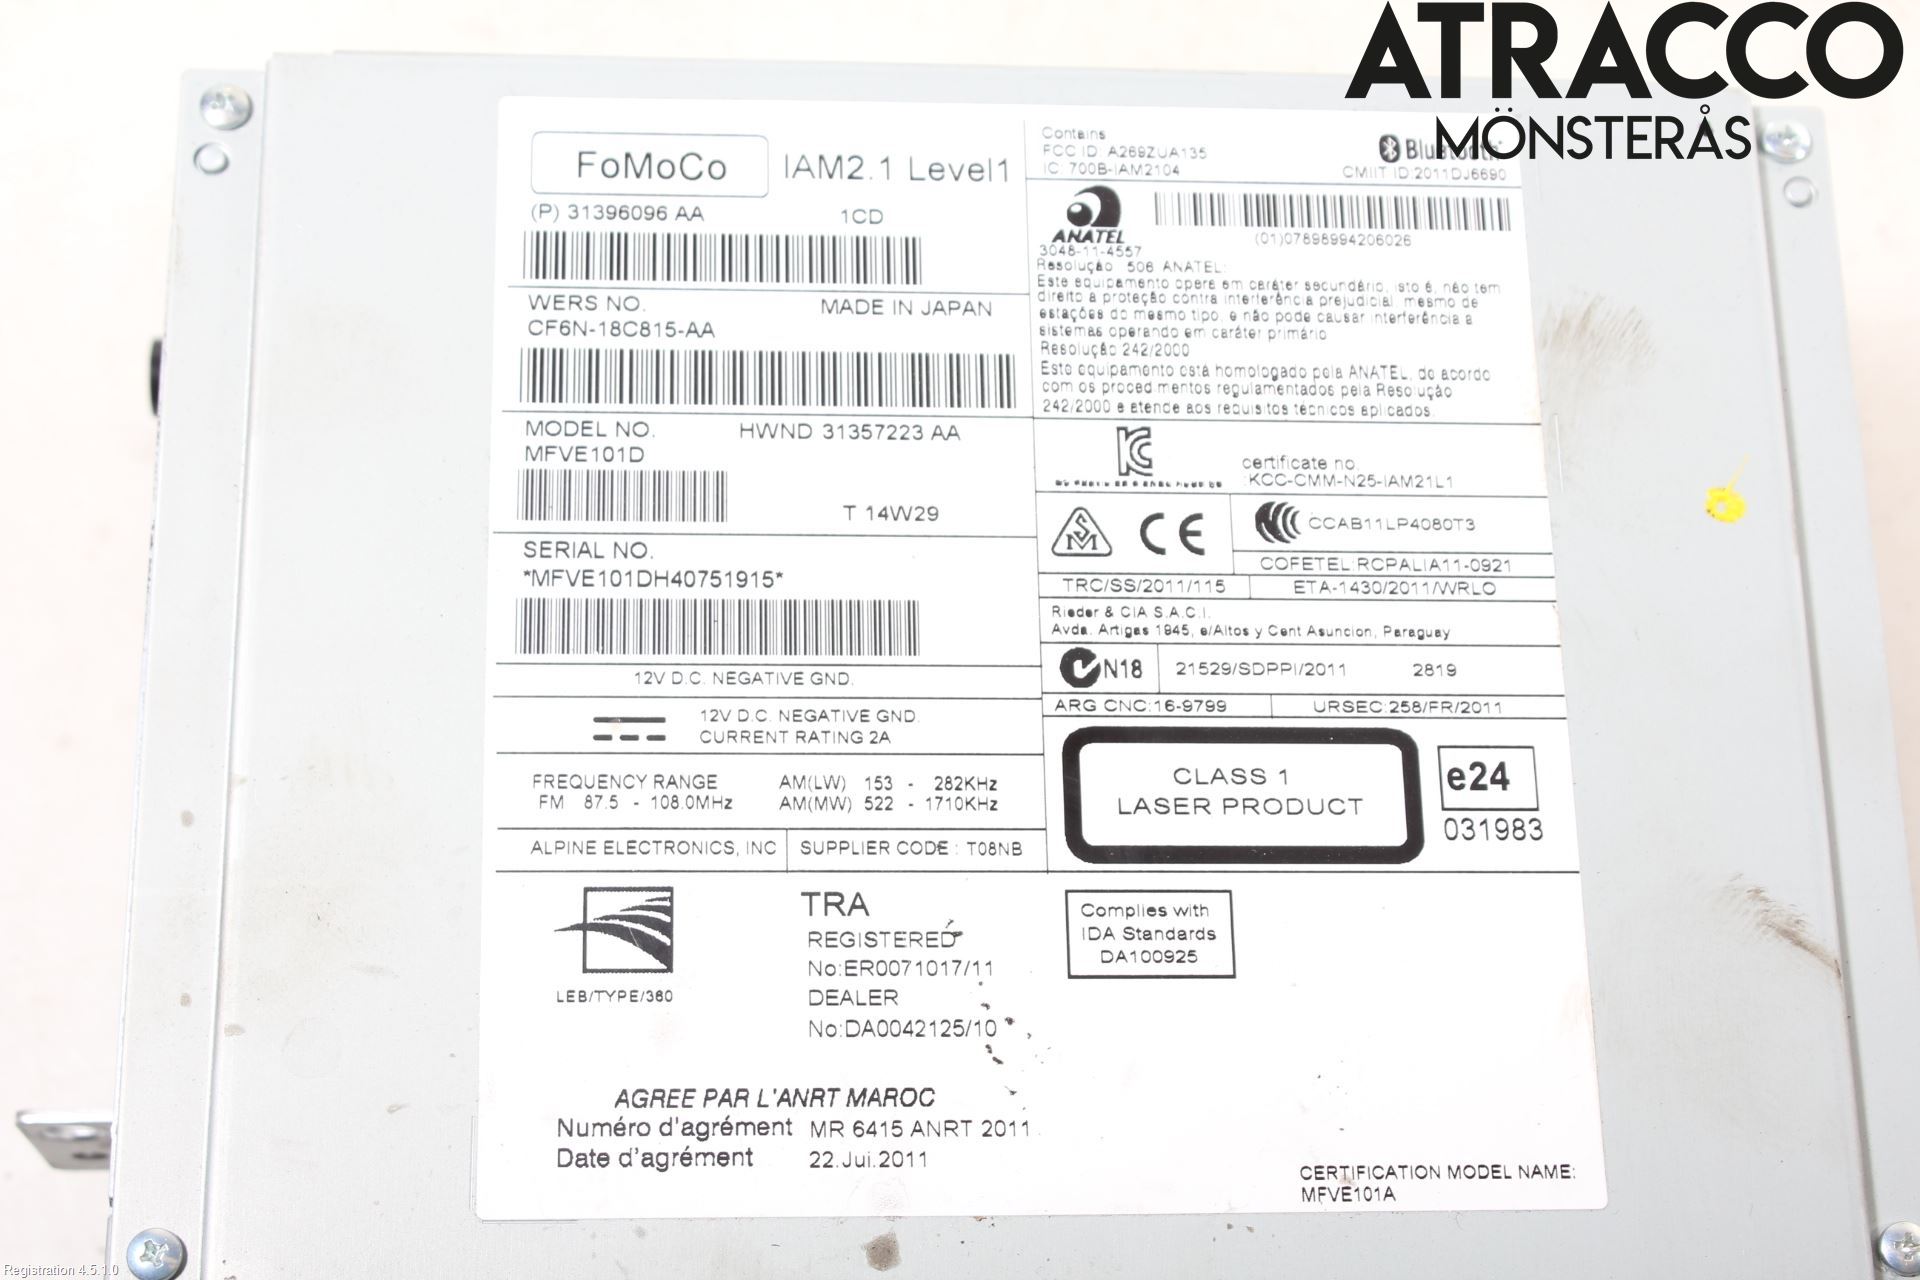 ATRACCO
MÖNSTERÅS
FoMoCo
IAM2.1 Level1
(P) 31396096 AA 1CD
WERS NO. MADE IN JAPAN
CF6N-18C815-AA
MODEL NO. HWND 31357223 AA
MFVE101D
T 14W29
SERIAL NO.
*MFVE101DH40751915*
12V D.C. NEGATIVE GND.
12V D.C. NEGATIVE GND.
CURRENT RATING 2A
FREQUENCY RANGE AM(LW) 153 - 282KHz
FM 87.5 - 108.0MHz AM(MW) 522 - 1710KHz
ALPINE ELECTRONICS, INC SUPPLIER CODE : T08NB
Contains
FCC ID: A269ZUA135
IC: 700B-IAM2104
Bluetooth
CMIIT ID:2011DJ6690
ANATEL
3048-11-4557
(01)07898994206026
Resolução 506 ANATEL:
Este equipamento opera em caráter secundário, isto é, não tem
direito a proteção contra interferência prejudicial, mesmo de
estações do mesmo tipo, e não pode causar interferência a
sistemas operando em caráter primário
Resolução 242/2000
Este equipamento está homologado pela ANATEL, de acordo
com os procedimentos regulamentados pela Resolução
242/2000 e atende aos requisitos técnicos aplicados.
certificate no.
:KCC-CMM-N25-IAM21L1
CE
CCAB11LP4080T3
COFETEL:RCPALIA11-0921
TRC/SS/2011/115 ETA-1430/2011/WRLO
Rieder & CIA S.A.C.I.
Avda. Artigas 1945, e/Altos y Cent Asuncion, Paraguay
N18 21529/SDPPI/2011 2819
ARG CNC:16-9799 URSEC:258/FR/2011
CLASS 1
LASER PRODUCT
e24
031983
LEB/TYPE/360
TRA
REGISTERED
No:ER0071017/11
DEALER
No:DA0042125/10
Complies with
IDA Standards
DA100925
AGREE PAR L'ANRT MAROC
Numéro d'agrément MR 6415 ANRT 2011
Date d'agrément 22.Jui.2011
CERTIFICATION MODEL NAME:
MFVE101A
Registration 4.5.1.0